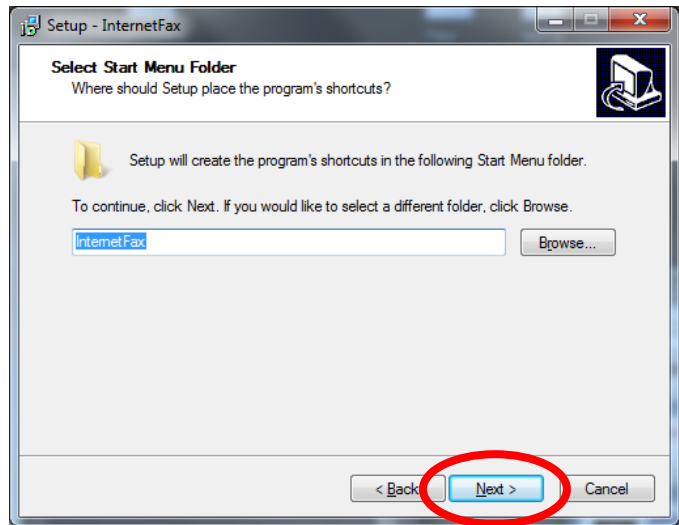 Setup - InternetFax
Select Start Menu Folder
Where should Setup place the program's shortcuts?
Setup will create the program's shortcuts in the following Start Menu folder.
To continue, click Next. If you would like to select a different folder, click Browse.
InternetFax
Browse...
< Back
Next >
Cancel